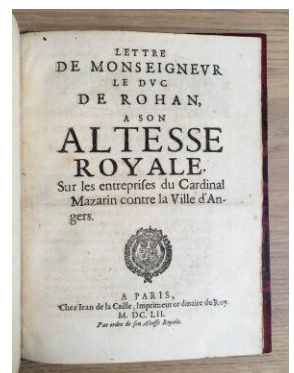 LETTRE
DE MONSEIGNEVR
LE DVC
DE ROHAN,
A SON
ALTESSE
ROYALE.
Sur les entreprises du Cardinal
Mazarin contre la Ville d'An-
gers.
A PARIS,
Chez Iean de la Caille, Imprimeur ordinaire du Roy.
M. DC. LII.
Par ordre de son Altesse Royale.